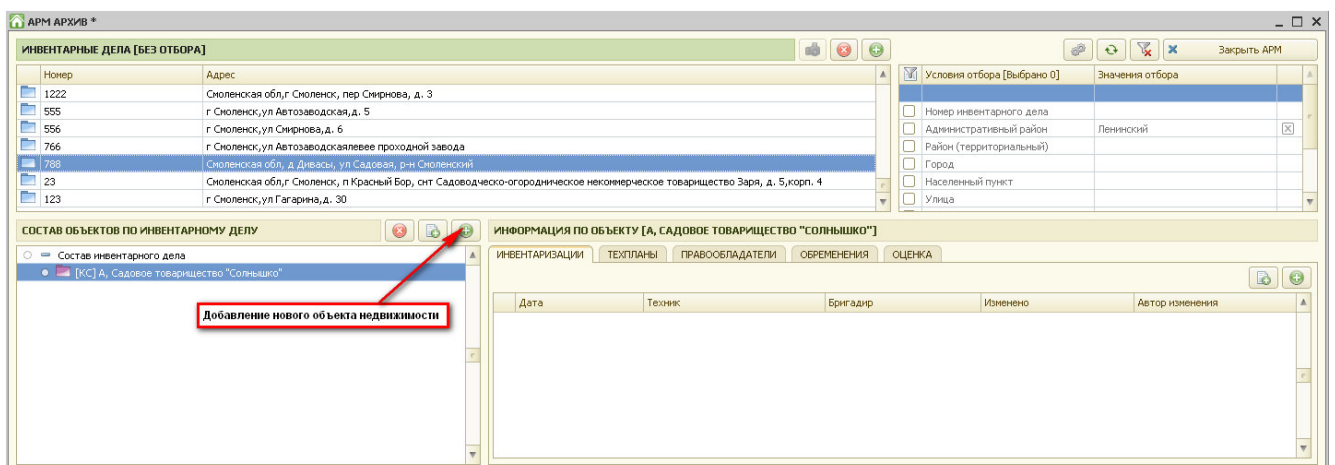 АРМ АРХИВ *
ИНВЕНТАРНЫЕ ДЕЛА [БЕЗ ОТБОРА]
Закрыть АРМ
Номер Адрес
1222 Смоленская обл,г Смоленск, пер Смирнова, д. 3
555 г Смоленск,ул Автозаводская,д. 5
556 г Смоленск,ул Смирнова,д. 6
766 г Смоленск,ул Автозаводскаялевее проходной завода
788 Смоленская обл, д Дивасы, ул Садовая, р-н Смоленский
23 Смоленская обл,г Смоленск, п Красный Бор, снт Садоводческо-огородническое некоммерческое товарищество Заря, д. 5,корп. 4
123 г Смоленск,ул Гагарина,д. 30
Условия отбора [Выбрано 0] Значения отбора
Номер инвентарного дела
Административный район Ленинский
Район (территориальный)
Город
Населенный пункт
Улица
СОСТАВ ОБЪЕКТОВ ПО ИНВЕНТАРНОМУ ДЕЛУ
Состав инвентарного дела
[КС] А, Садовое товарищество "Солнышко"
Добавление нового объекта недвижимости
ИНФОРМАЦИЯ ПО ОБЪЕКТУ [А, САДОВОЕ ТОВАРИЩЕСТВО "СОЛНЫШКО"]
ИНВЕНТАРИЗАЦИИ ТЕХПЛАНЫ ПРАВООБЛАДАТЕЛИ ОБРЕМЕНЕНИЯ ОЦЕНКА
Дата Техник Бригадир Изменено Автор изменения